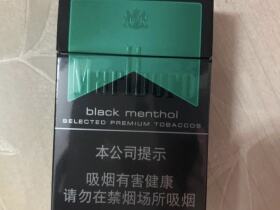 Marlboro
black menthol
SELECTED PREMIUM TOBACCOS
本公司提示
吸烟有害健康
请勿在禁烟场所吸烟